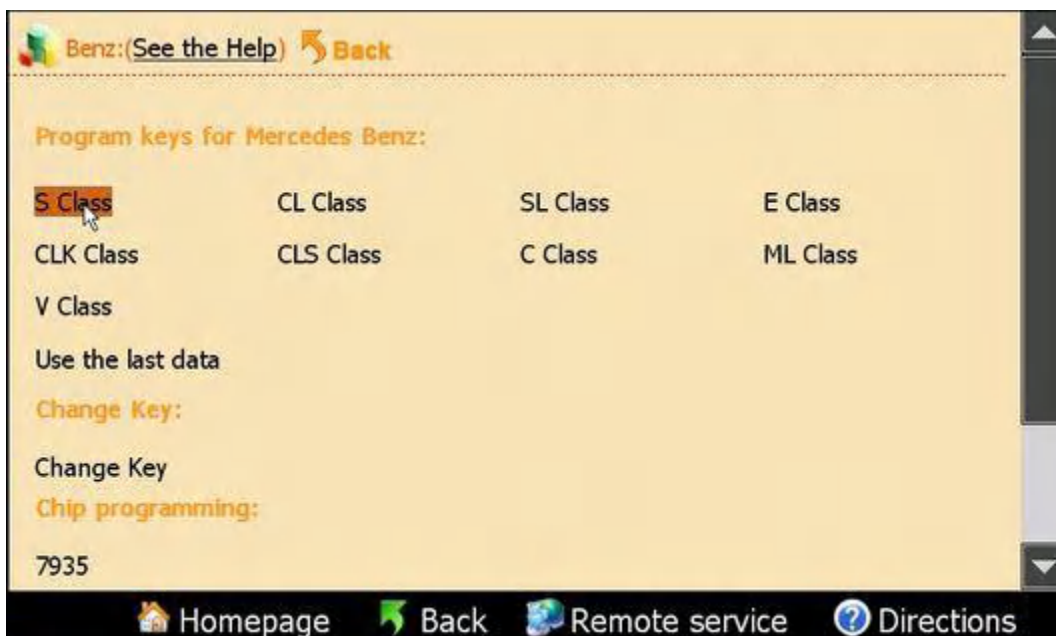 Benz:(See the Help) Back
Program keys for Mercedes Benz:
S Class CL Class SL Class E Class
CLK Class CLS Class C Class ML Class
V Class
Use the last data
Change Key:
Change Key
Chip programming:
7935
Homepage Back Remote service Directions